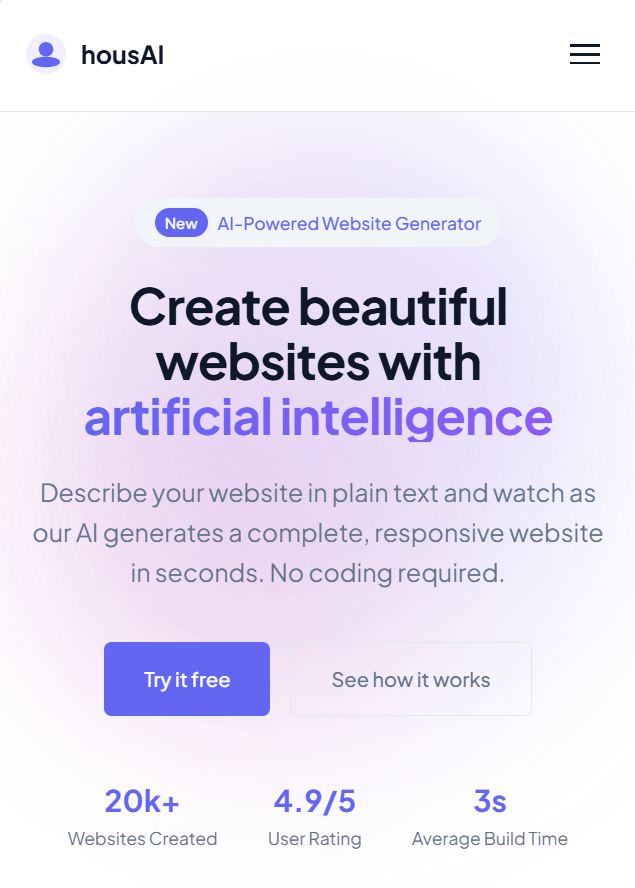 housAI
New AI-Powered Website Generator
Create beautiful
websites with
artificial intelligence
Describe your website in plain text and watch as
our AI generates a complete, responsive website
in seconds. No coding required.
Try it free
See how it works
20k+
Websites Created
4.9/5
User Rating
3s
Average Build Time